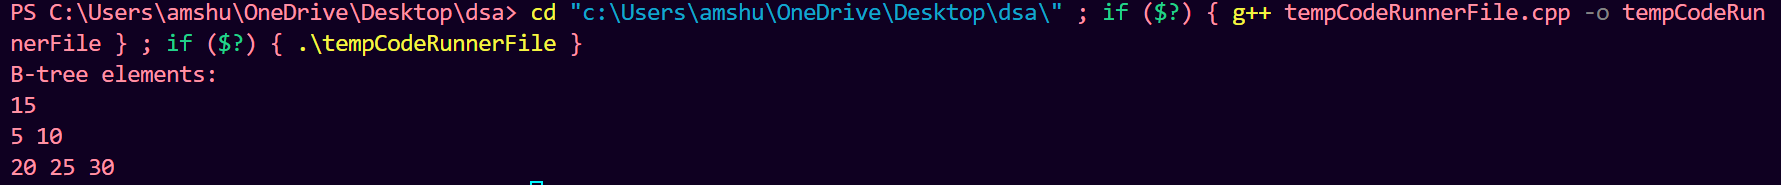 PS C:\Users\amshu\OneDrive\Desktop\dsa> cd "c:\Users\amshu\OneDrive\Desktop\dsa\" ; if ($?) { g++ tempCodeRunnerFile.cpp -o tempCodeRun
nerFile } ; if ($?) { .\tempCodeRunnerFile }
B-tree elements:
15
5 10
20 25 30